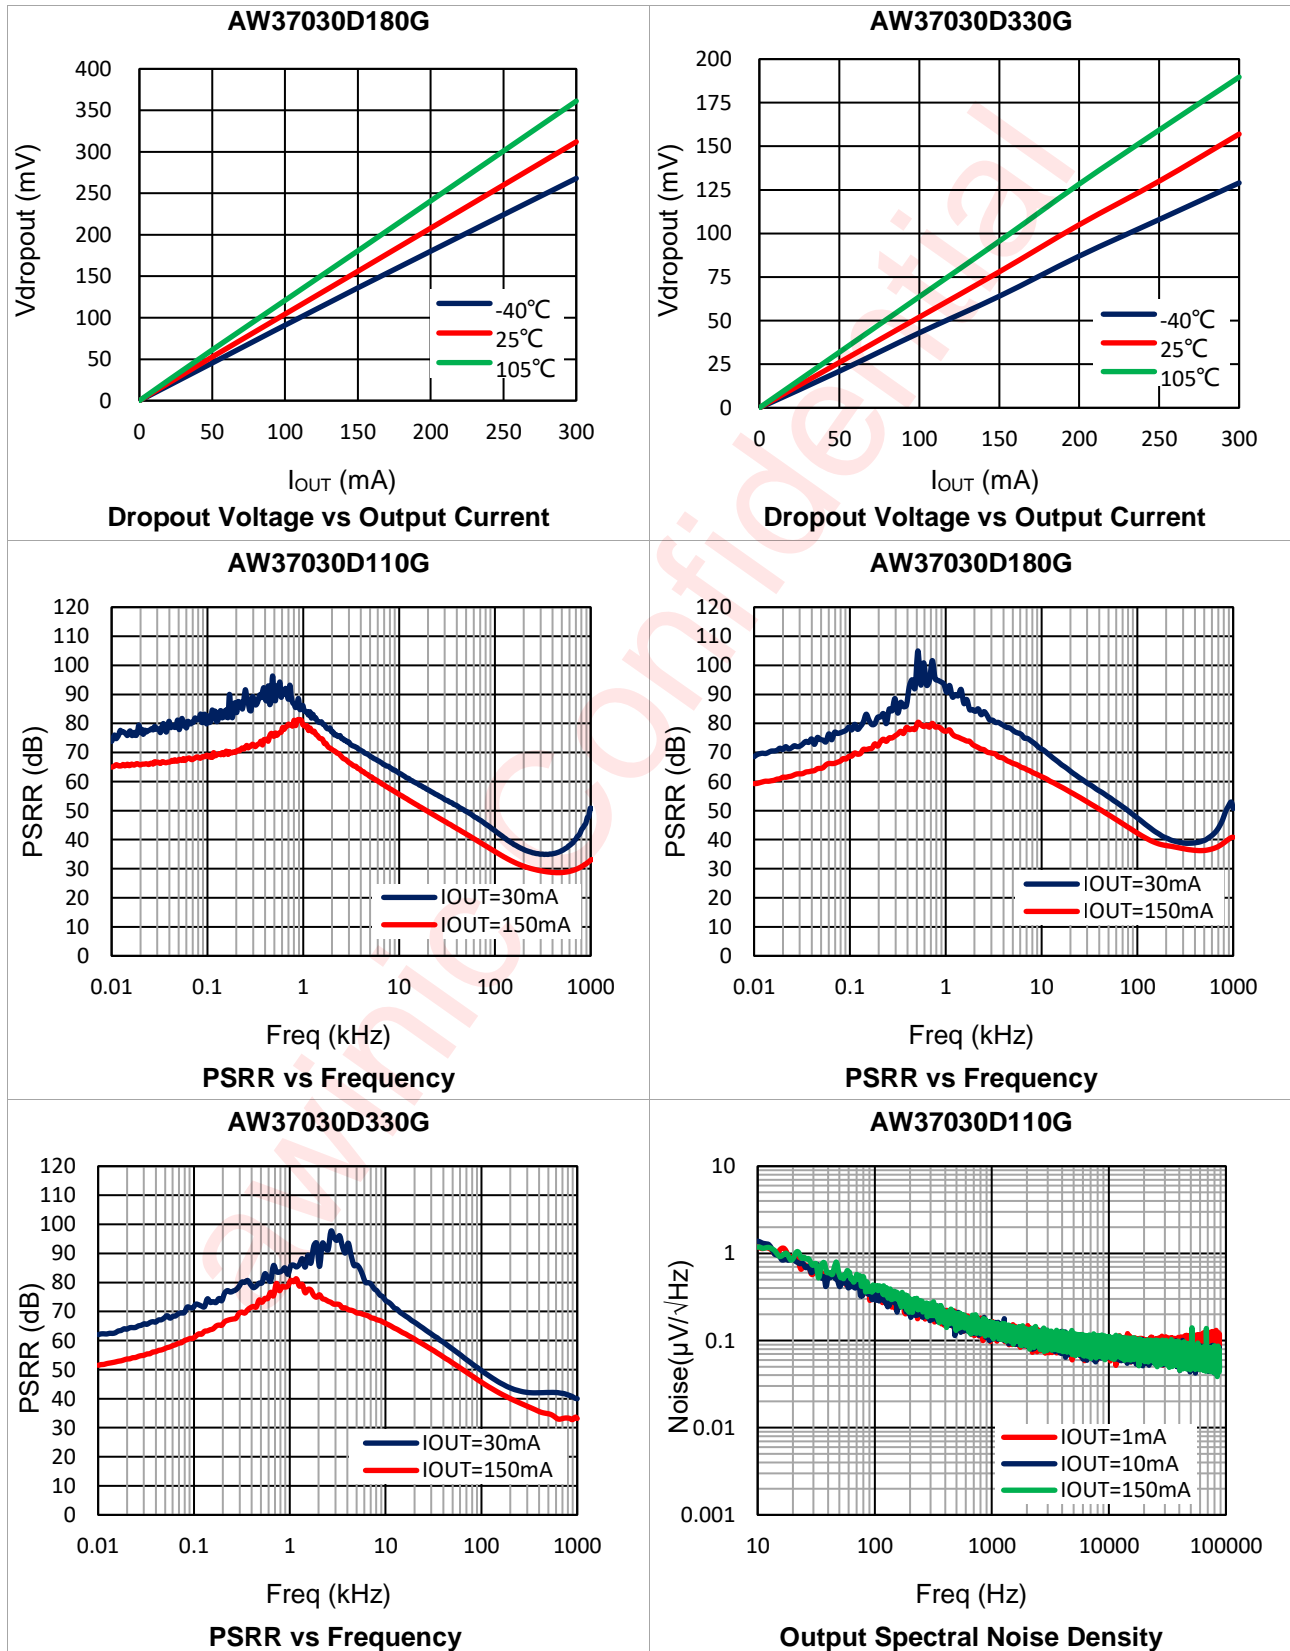 AW37030D180G
400
350
300
250
200
150
100
50
0
Vdropout (mV)
-40℃
25℃
105℃
0 50 100 150 200 250 300
IOUT (mA)
Dropout Voltage vs Output Current
AW37030D330G
200
175
150
125
100
75
50
25
0
Vdropout (mV)
-40℃
25℃
105℃
0 50 100 150 200 250 300
IOUT (mA)
Dropout Voltage vs Output Current
AW37030D110G
120
110
100
90
80
70
60
50
40
30
20
10
0
PSRR (dB)
IOUT=30mA
IOUT=150mA
0.01 0.1 1 10 100 1000
Freq (kHz)
PSRR vs Frequency
AW37030D180G
120
110
100
90
80
70
60
50
40
30
20
10
0
PSRR (dB)
IOUT=30mA
IOUT=150mA
0.01 0.1 1 10 100 1000
Freq (kHz)
PSRR vs Frequency
AW37030D330G
120
110
100
90
80
70
60
50
40
30
20
10
0
PSRR (dB)
IOUT=30mA
IOUT=150mA
0.01 0.1 1 10 100 1000
Freq (kHz)
PSRR vs Frequency
AW37030D110G
10
1
0.1
0.01
0.001
Noise(μV/√Hz)
IOUT=1mA
IOUT=10mA
IOUT=150mA
10 100 1000 10000 100000
Freq (Hz)
Output Spectral Noise Density
awinic Confidential